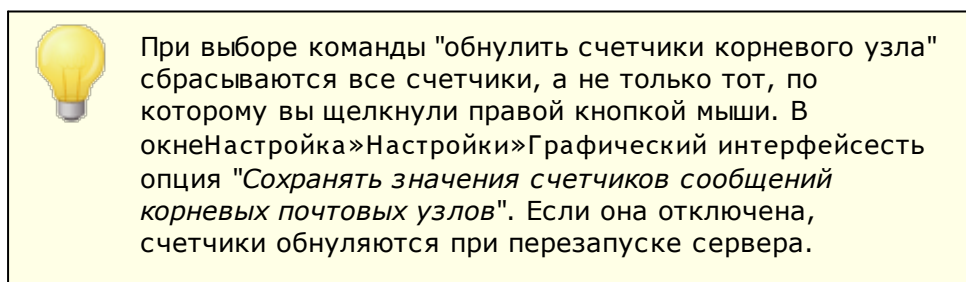 При выборе команды "обнулить счетчики корневого узла"
сбрасываются все счетчики, а не только тот, по
которому вы щелкнули правой кнопкой мыши. В
окнеНастройка»Настройки»Графический интерфейсесть
опция "Сохранять значения счетчиков сообщений
корневых почтовых узлов". Если она отключена,
счетчики обнуляются при перезапуске сервера.